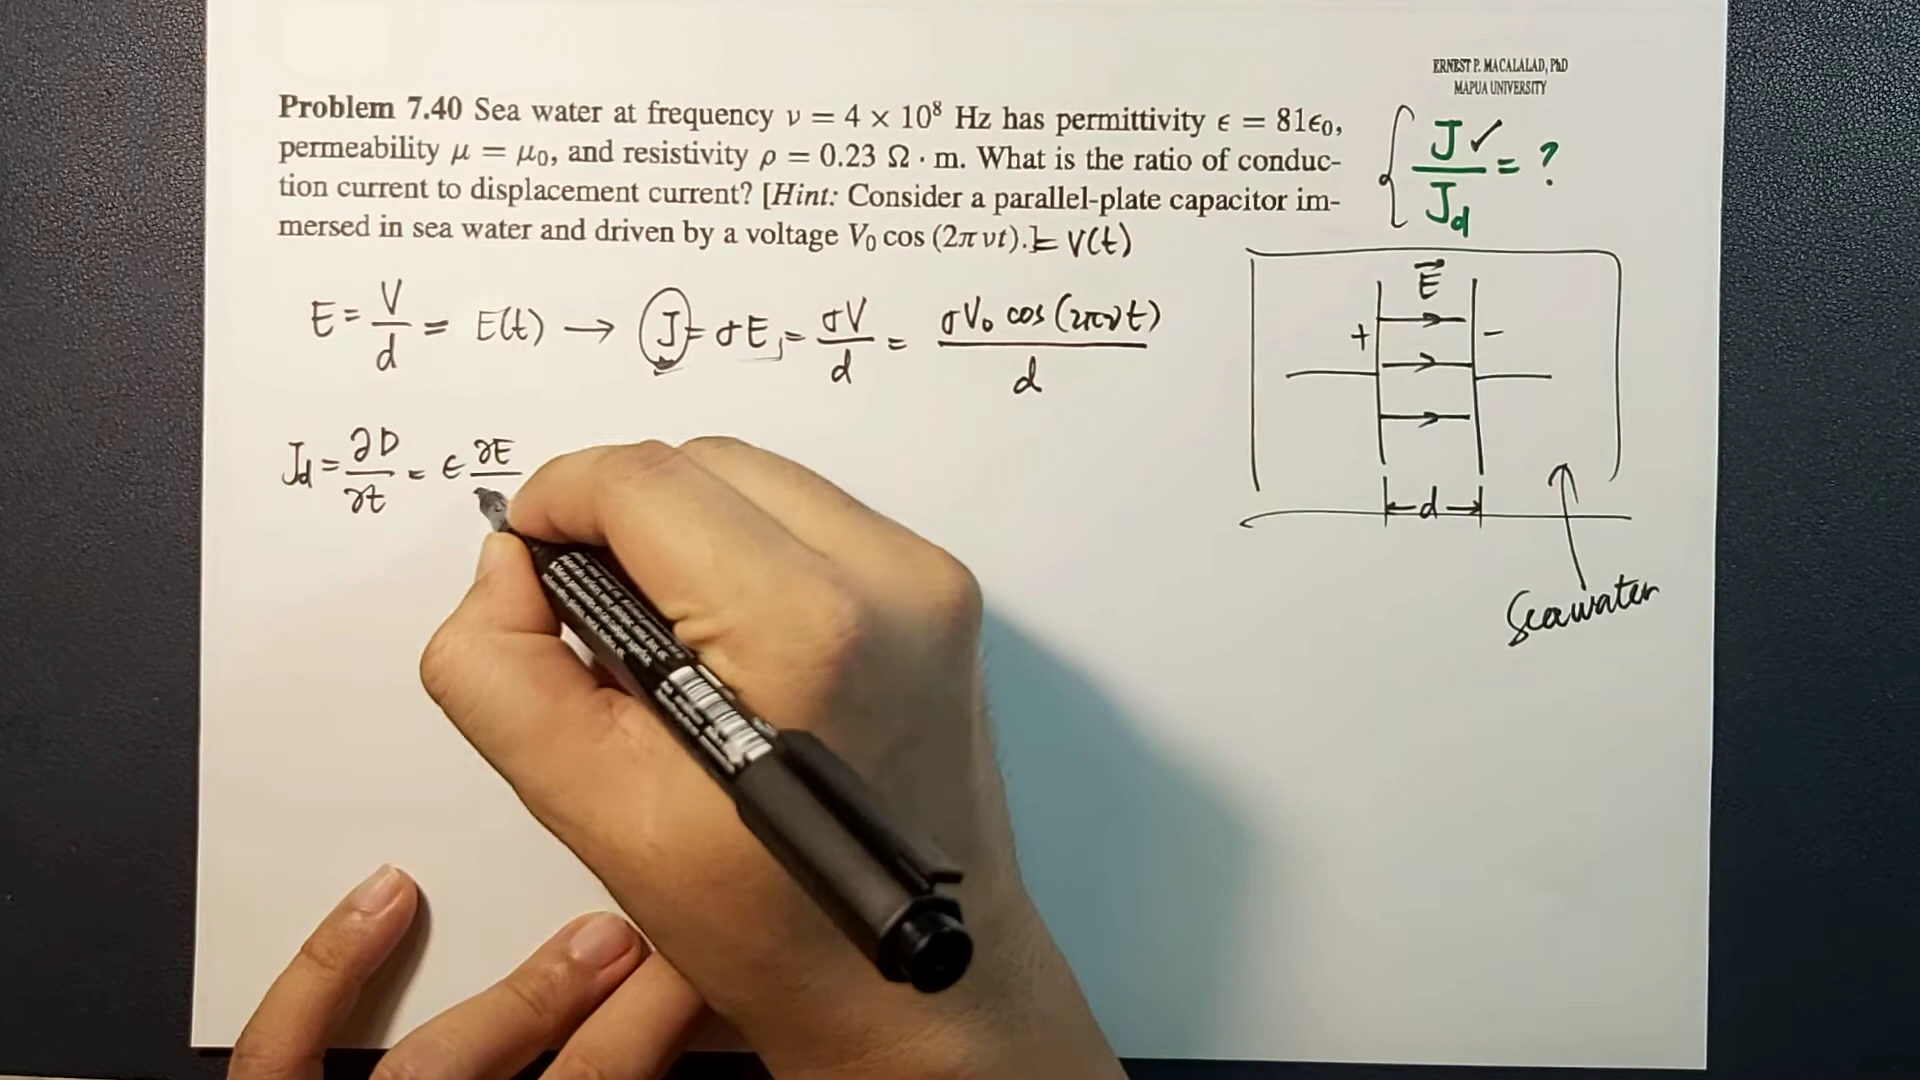 ERNEST P. MACALALAD, PhD
MAPUA UNIVERSITY
Problem 7.40 Sea water at frequency ν = 4 × 10⁸ Hz has permittivity ϵ = 81ϵ₀,
permeability μ = μ₀, and resistivity ρ = 0.23 Ω · m. What is the ratio of conduc-
tion current to displacement current? [Hint: Consider a parallel-plate capacitor im-
mersed in sea water and driven by a voltage V₀ cos (2π νt).] = V(t)
J ✓ / J_d = ?
E = V/d = E(t) → J = σE = σV/d = σV₀ cos (2πνt) / d
J_d = ∂D/∂t = ϵ ∂E
E⃗
+ −
d
Seawater